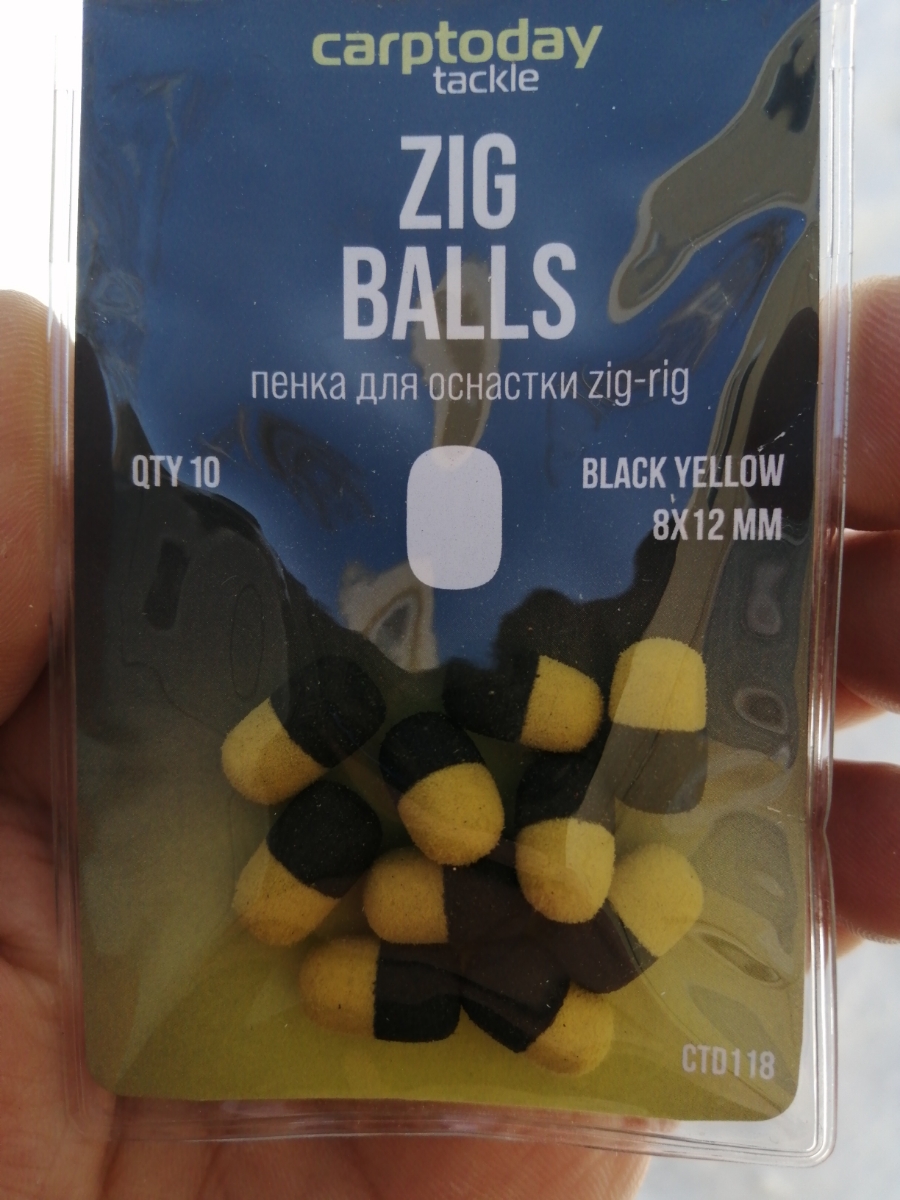 carptoday
tackle
ZIG
BALLS
пенка для оснастки zig-rig
QTY 10
BLACK YELLOW
8X12 MM
CTD118